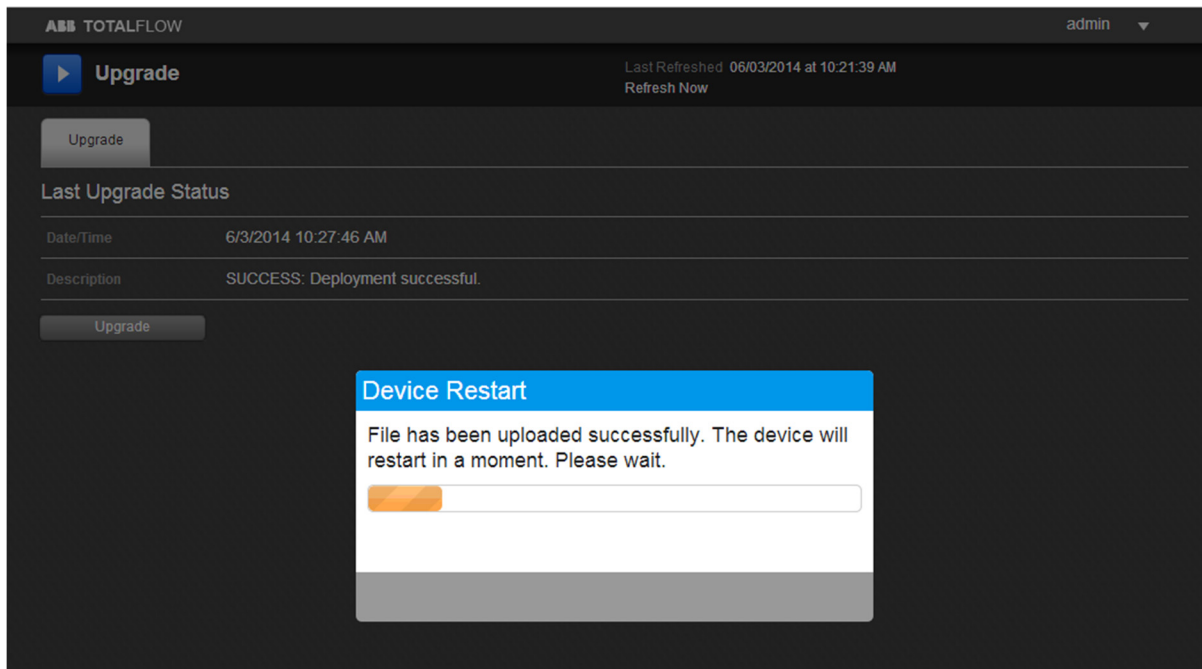 ABB TOTALFLOW
admin
Upgrade
Last Refreshed 06/03/2014 at 10:21:39 AM
Refresh Now
Upgrade
Last Upgrade Status
Date/Time 6/3/2014 10:27:46 AM
Description SUCCESS: Deployment successful.
Upgrade
Device Restart
File has been uploaded successfully. The device will
restart in a moment. Please wait.